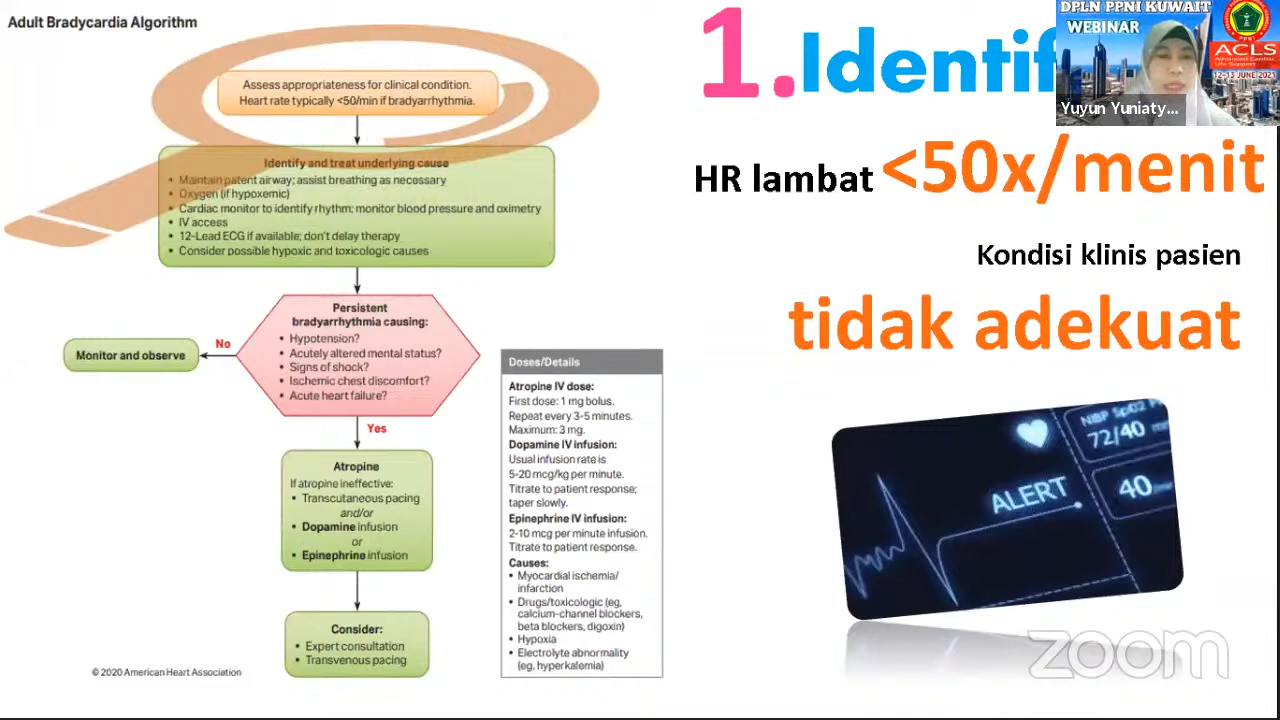 Adult Bradycardia Algorithm
Assess appropriateness for clinical condition.
Heart rate typically <50/min if bradyarrhythmia.
Identify and treat underlying cause
• Maintain patent airway; assist breathing as necessary
• Oxygen (if hypoxemic)
• Cardiac monitor to identify rhythm; monitor blood pressure and oximetry
• IV access
• 12-Lead ECG if available; don't delay therapy
• Consider possible hypoxic and toxicologic causes
Persistent
bradyarrhythmia causing:
• Hypotension?
• Acutely altered mental status?
• Signs of shock?
• Ischemic chest discomfort?
• Acute heart failure?
No
Monitor and observe
Yes
Atropine
If atropine ineffective:
• Transcutaneous pacing
and/or
• Dopamine infusion
or
• Epinephrine infusion
Consider:
• Expert consultation
• Transvenous pacing
© 2020 American Heart Association
Doses/Details
Atropine IV dose:
First dose: 1 mg bolus.
Repeat every 3-5 minutes.
Maximum: 3 mg.
Dopamine IV infusion:
Usual infusion rate is
5-20 mcg/kg per minute.
Titrate to patient response;
taper slowly.
Epinephrine IV infusion:
2-10 mcg per minute infusion.
Titrate to patient response.
Causes:
• Myocardial ischemia/
infarction
• Drugs/toxicologic (eg,
calcium-channel blockers,
beta blockers, digoxin)
• Hypoxia
• Electrolyte abnormality
(eg, hyperkalemia)
1.Identif
HR lambat <50x/menit
Kondisi klinis pasien
tidak adekuat
NIBP SpO2
72/40
ALERT
40
DPLN PPNI KUWAIT
WEBINAR
ACLS
Advanced Cardiac
Life Support
12-13 JUNE 2021
Yuyun Yuniaty...
zoom